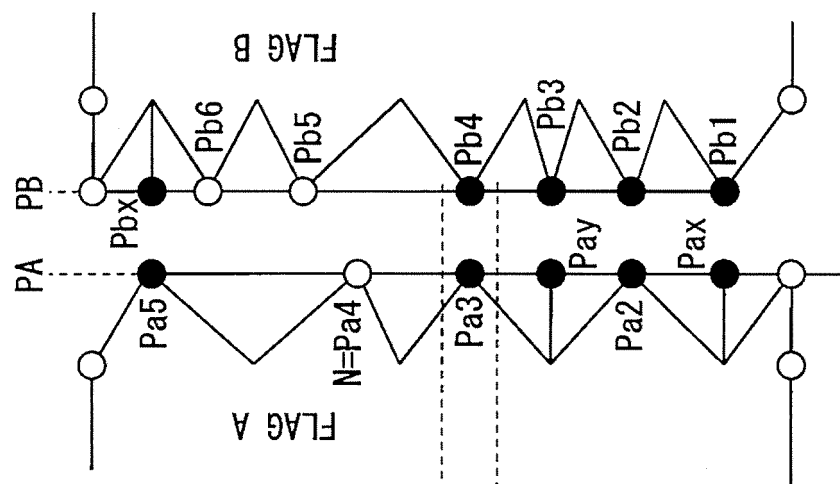 FLAG B
PB
Pbx
Pb6
Pb5
Pb4
Pb3
Pb2
Pb1
PA
Pa5
N=Pa4
Pa3
Pay
Pa2
Pax
FLAG A